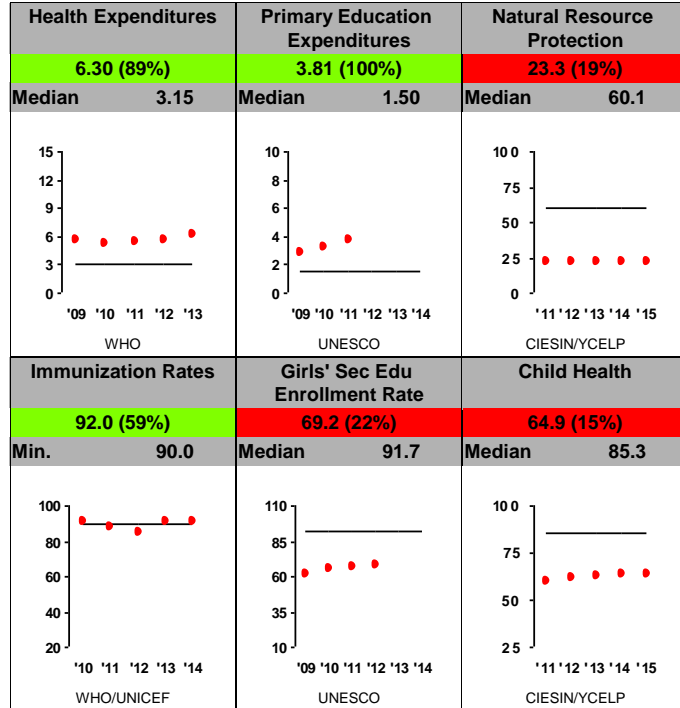 Health Expenditures
6.30 (89%)
Median 3.15
15
12
9
6
3
0
'09 '10 '11 '12 '13
WHO
Primary Education
Expenditures
3.81 (100%)
Median 1.50
10
8
6
4
2
0
'09 '10 '11 '12 '13 '14
UNESCO
Natural Resource
Protection
23.3 (19%)
Median 60.1
100
75
50
25
0
'11 '12 '13 '14 '15
CIESIN/YCELP
Immunization Rates
92.0 (59%)
Min. 90.0
100
80
60
40
20
'10 '11 '12 '13 '14
WHO/UNICEF
Girls' Sec Edu
Enrollment Rate
69.2 (22%)
Median 91.7
110
85
60
35
10
'09 '10 '11 '12 '13 '14
UNESCO
Child Health
64.9 (15%)
Median 85.3
100
75
50
25
'11 '12 '13 '14 '15
CIESIN/YCELP